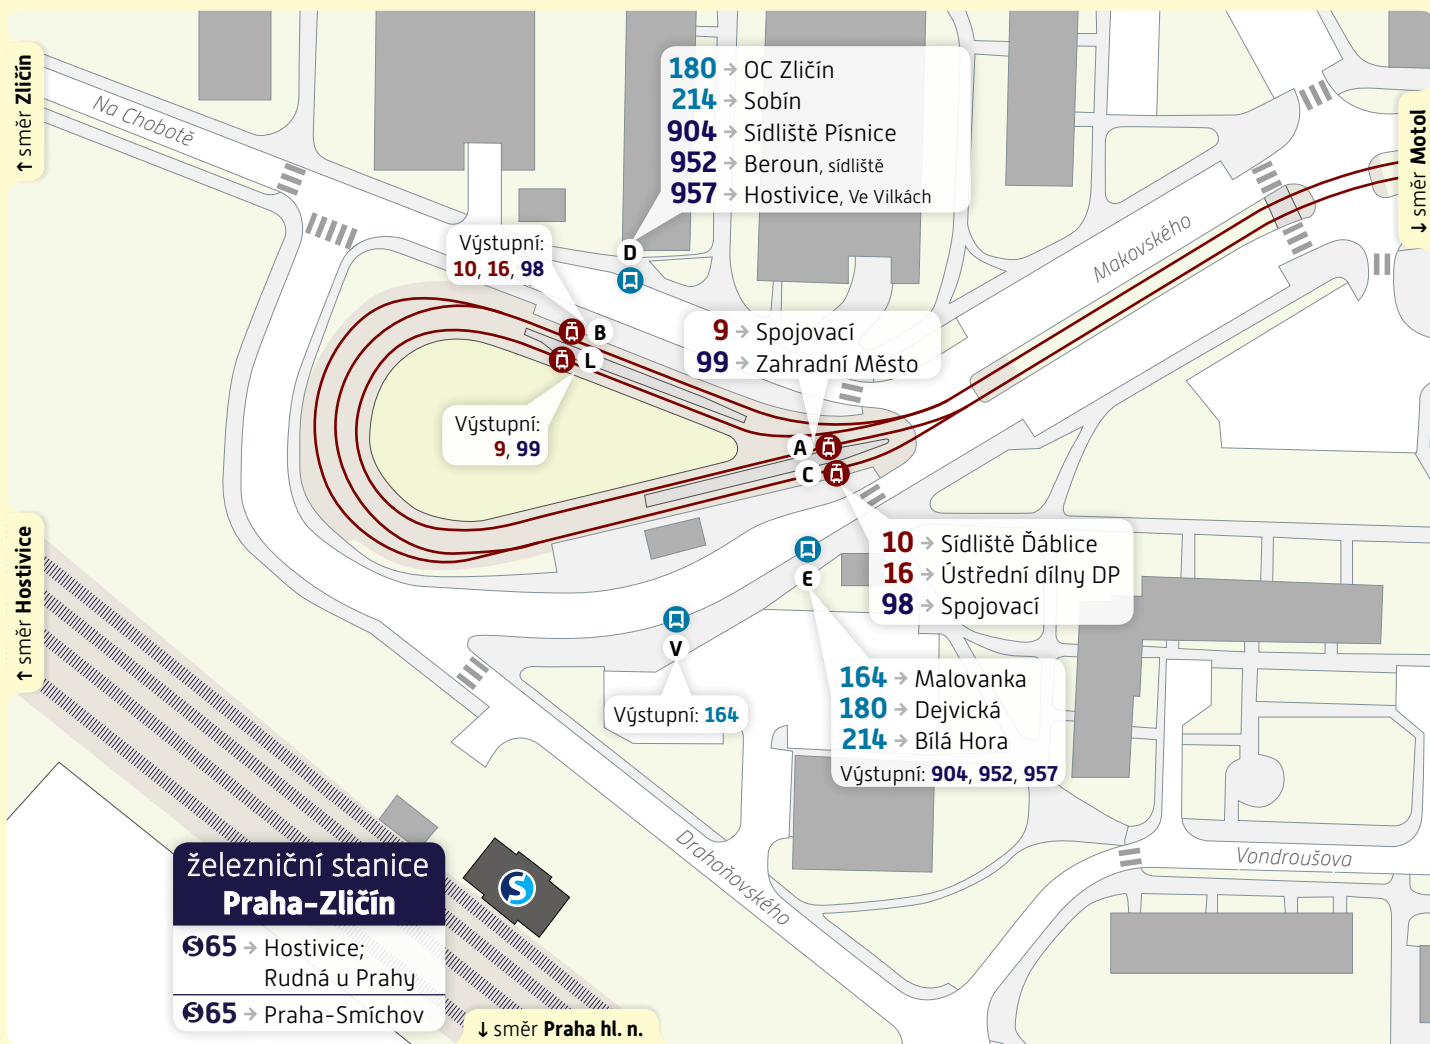 ↑ směr Zličín
Na Chobotě
180 → OC Zličín
214 → Sobín
904 → Sídliště Písnice
952 → Beroun, sídliště
957 → Hostivice, Ve Vilkách
↓ směr Motol
Makovského
Výstupní:
10, 16, 98
D
B
L
9 → Spojovací
99 → Zahradní Město
Výstupní:
9, 99
A
C
10 → Sídliště Ďáblice
16 → Ústřední dílny DP
98 → Spojovací
↑ směr Hostivice
E
V
Výstupní: 164
164 → Malovanka
180 → Dejvická
214 → Bílá Hora
Výstupní: 904, 952, 957
Drahoňovského
Vondroušova
železniční stanice
Praha-Zličín
S65 → Hostivice;
Rudná u Prahy
S65 → Praha-Smíchov
S
↓ směr Praha hl. n.